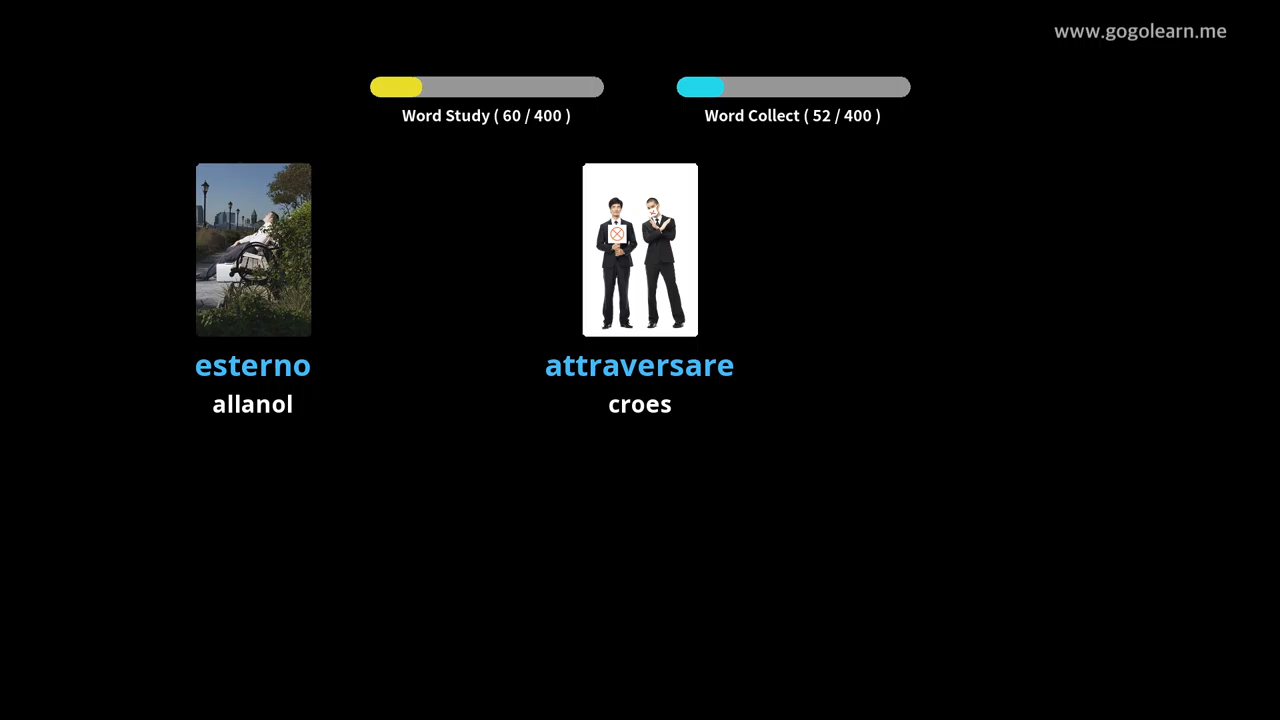 www.gogolearn.me
Word Study ( 60 / 400 )
Word Collect ( 52 / 400 )
esterno
attraversare
allanol
croes